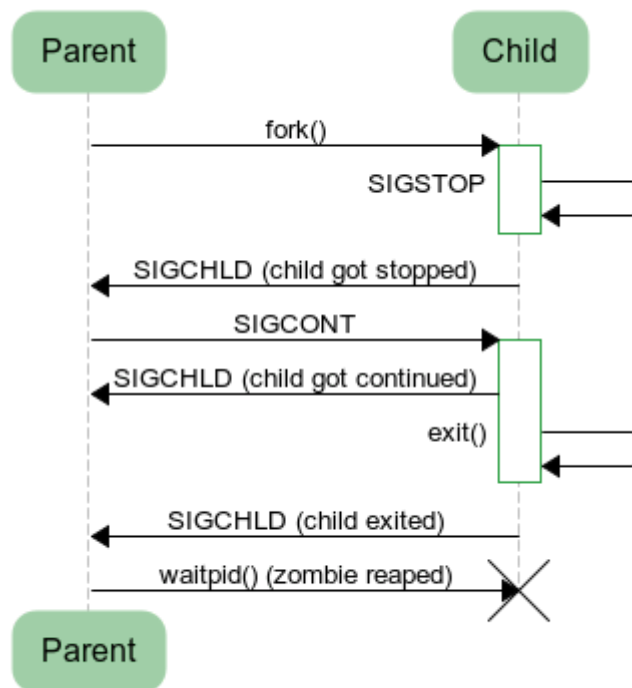 Parent
Child
fork()
SIGSTOP
SIGCHLD (child got stopped)
SIGCONT
SIGCHLD (child got continued)
exit()
SIGCHLD (child exited)
waitpid() (zombie reaped)
Parent